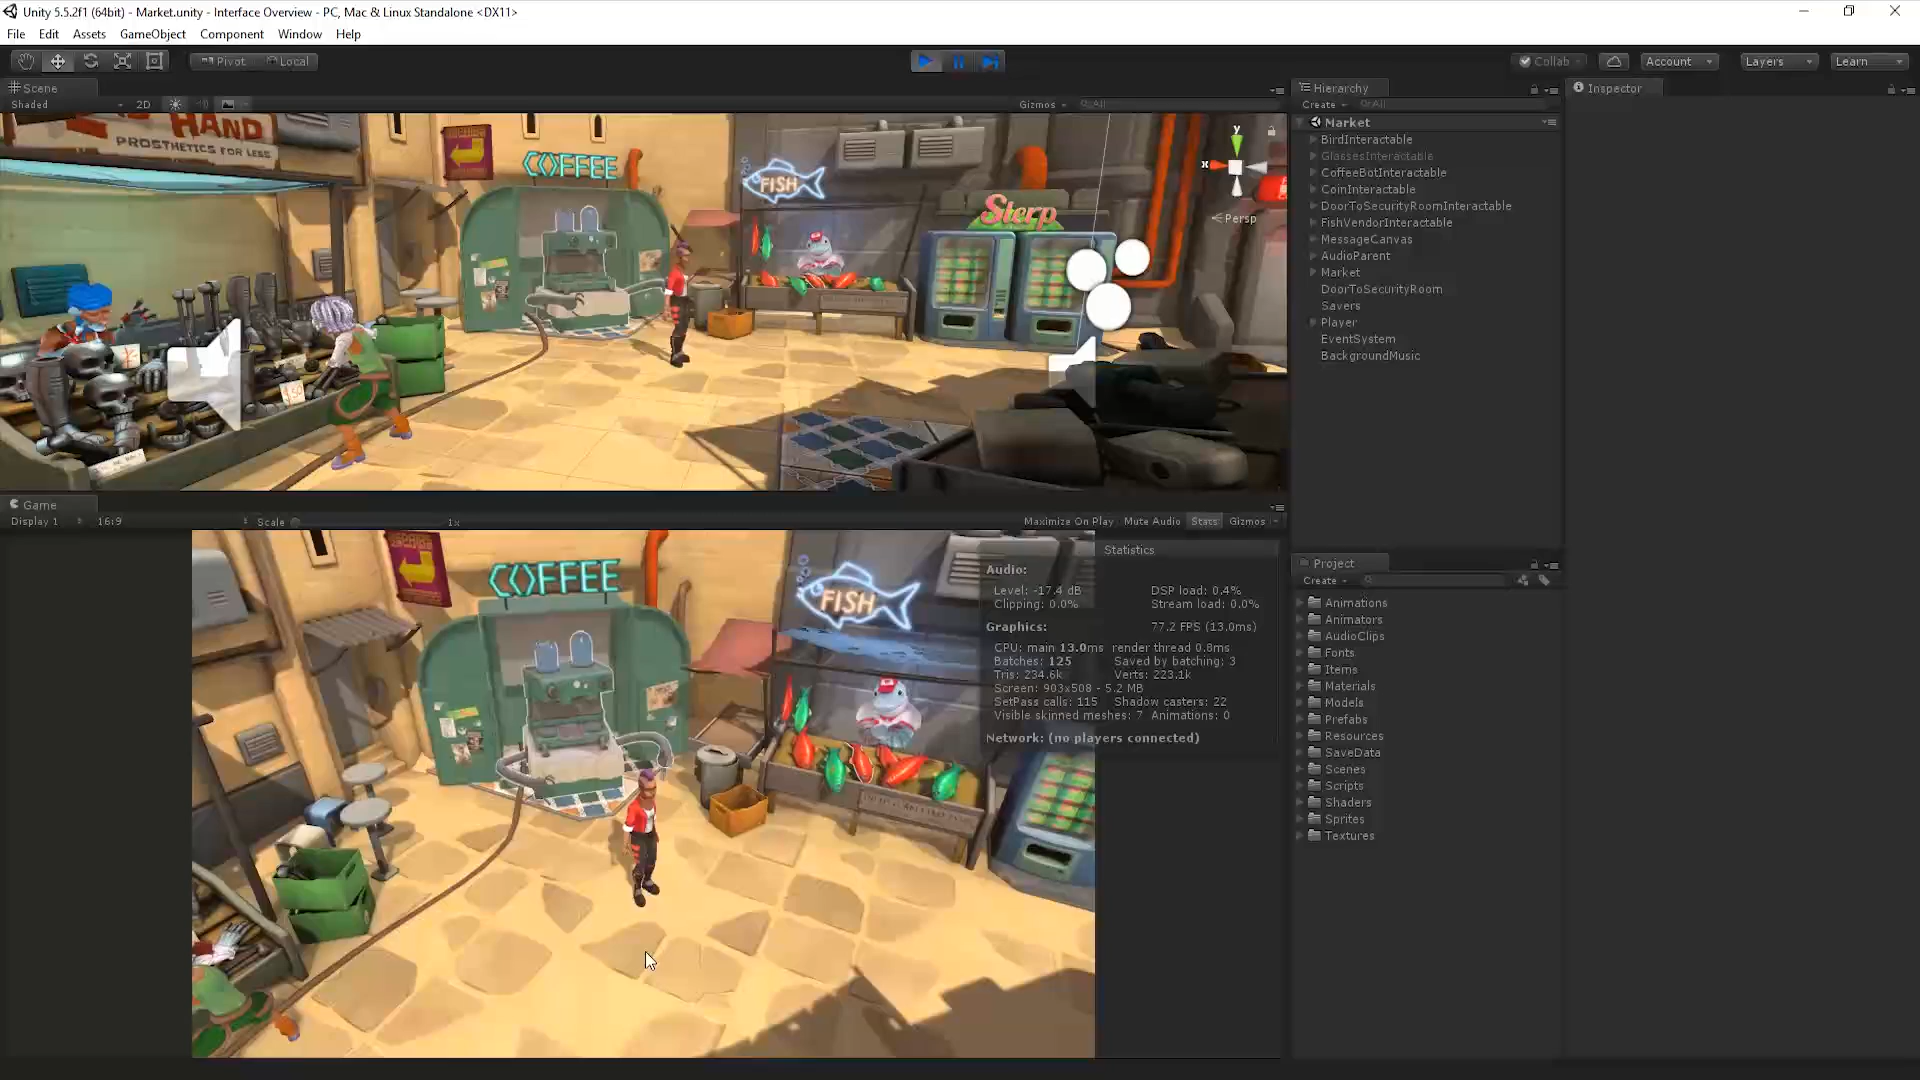 Unity 5.5.2f1 (64bit) - Market.unity - Interface Overview - PC, Mac & Linux Standalone <DX11>
File Edit Assets GameObject Component Window Help
Pivot Local Collab Account Layers Learn
Scene
Shaded 2D Gizmos All
HAND
PROSTHETICS FOR LESS
COFFEE
FISH
Sterp
y
x
Persp
Hierarchy
Create All
Market
BirdInteractable
GlassesInteractable
CoffeeBotInteractable
CoinInteractable
DoorToSecurityRoomInteractable
FishVendorInteractable
MessageCanvas
AudioParent
Market
DoorToSecurityRoom
Savers
Player
EventSystem
BackgroundMusic
Inspector
Game
Display 1 16:9 Scale 1x Maximize On Play Mute Audio Stats Gizmos
COFFEE
FISH
Statistics
Audio:
Level: -17.4 dB DSP load: 0.4%
Clipping: 0.0% Stream load: 0.0%
Graphics: 77.2 FPS (13.0ms)
CPU: main 13.0ms render thread 0.8ms
Batches: 125 Saved by batching: 3
Tris: 234.6k Verts: 223.1k
Screen: 903x508 - 5.2 MB
SetPass calls: 115 Shadow casters: 22
Visible skinned meshes: 7 Animations: 0
Network: (no players connected)
Project
Create
Animations
Animators
AudioClips
Fonts
Items
Materials
Models
Prefabs
Resources
SaveData
Scenes
Scripts
Shaders
Sprites
Textures